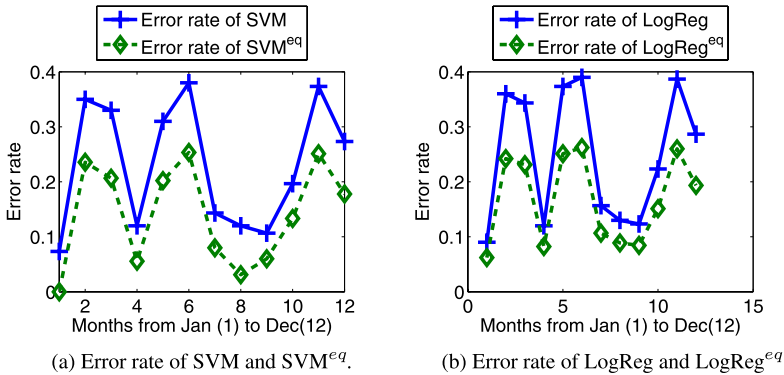 Error rate of SVM
Error rate of SVM^eq
0.4
0.3
0.2
0.1
0
Error rate
2 4 6 8 10 12
Months from Jan (1) to Dec(12)
(a) Error rate of SVM and SVM^eq.
Error rate of LogReg
Error rate of LogReg^eq
0.4
0.3
0.2
0.1
0
Error rate
0 5 10 15
Months from Jan (1) to Dec(12)
(b) Error rate of LogReg and LogReg^eq